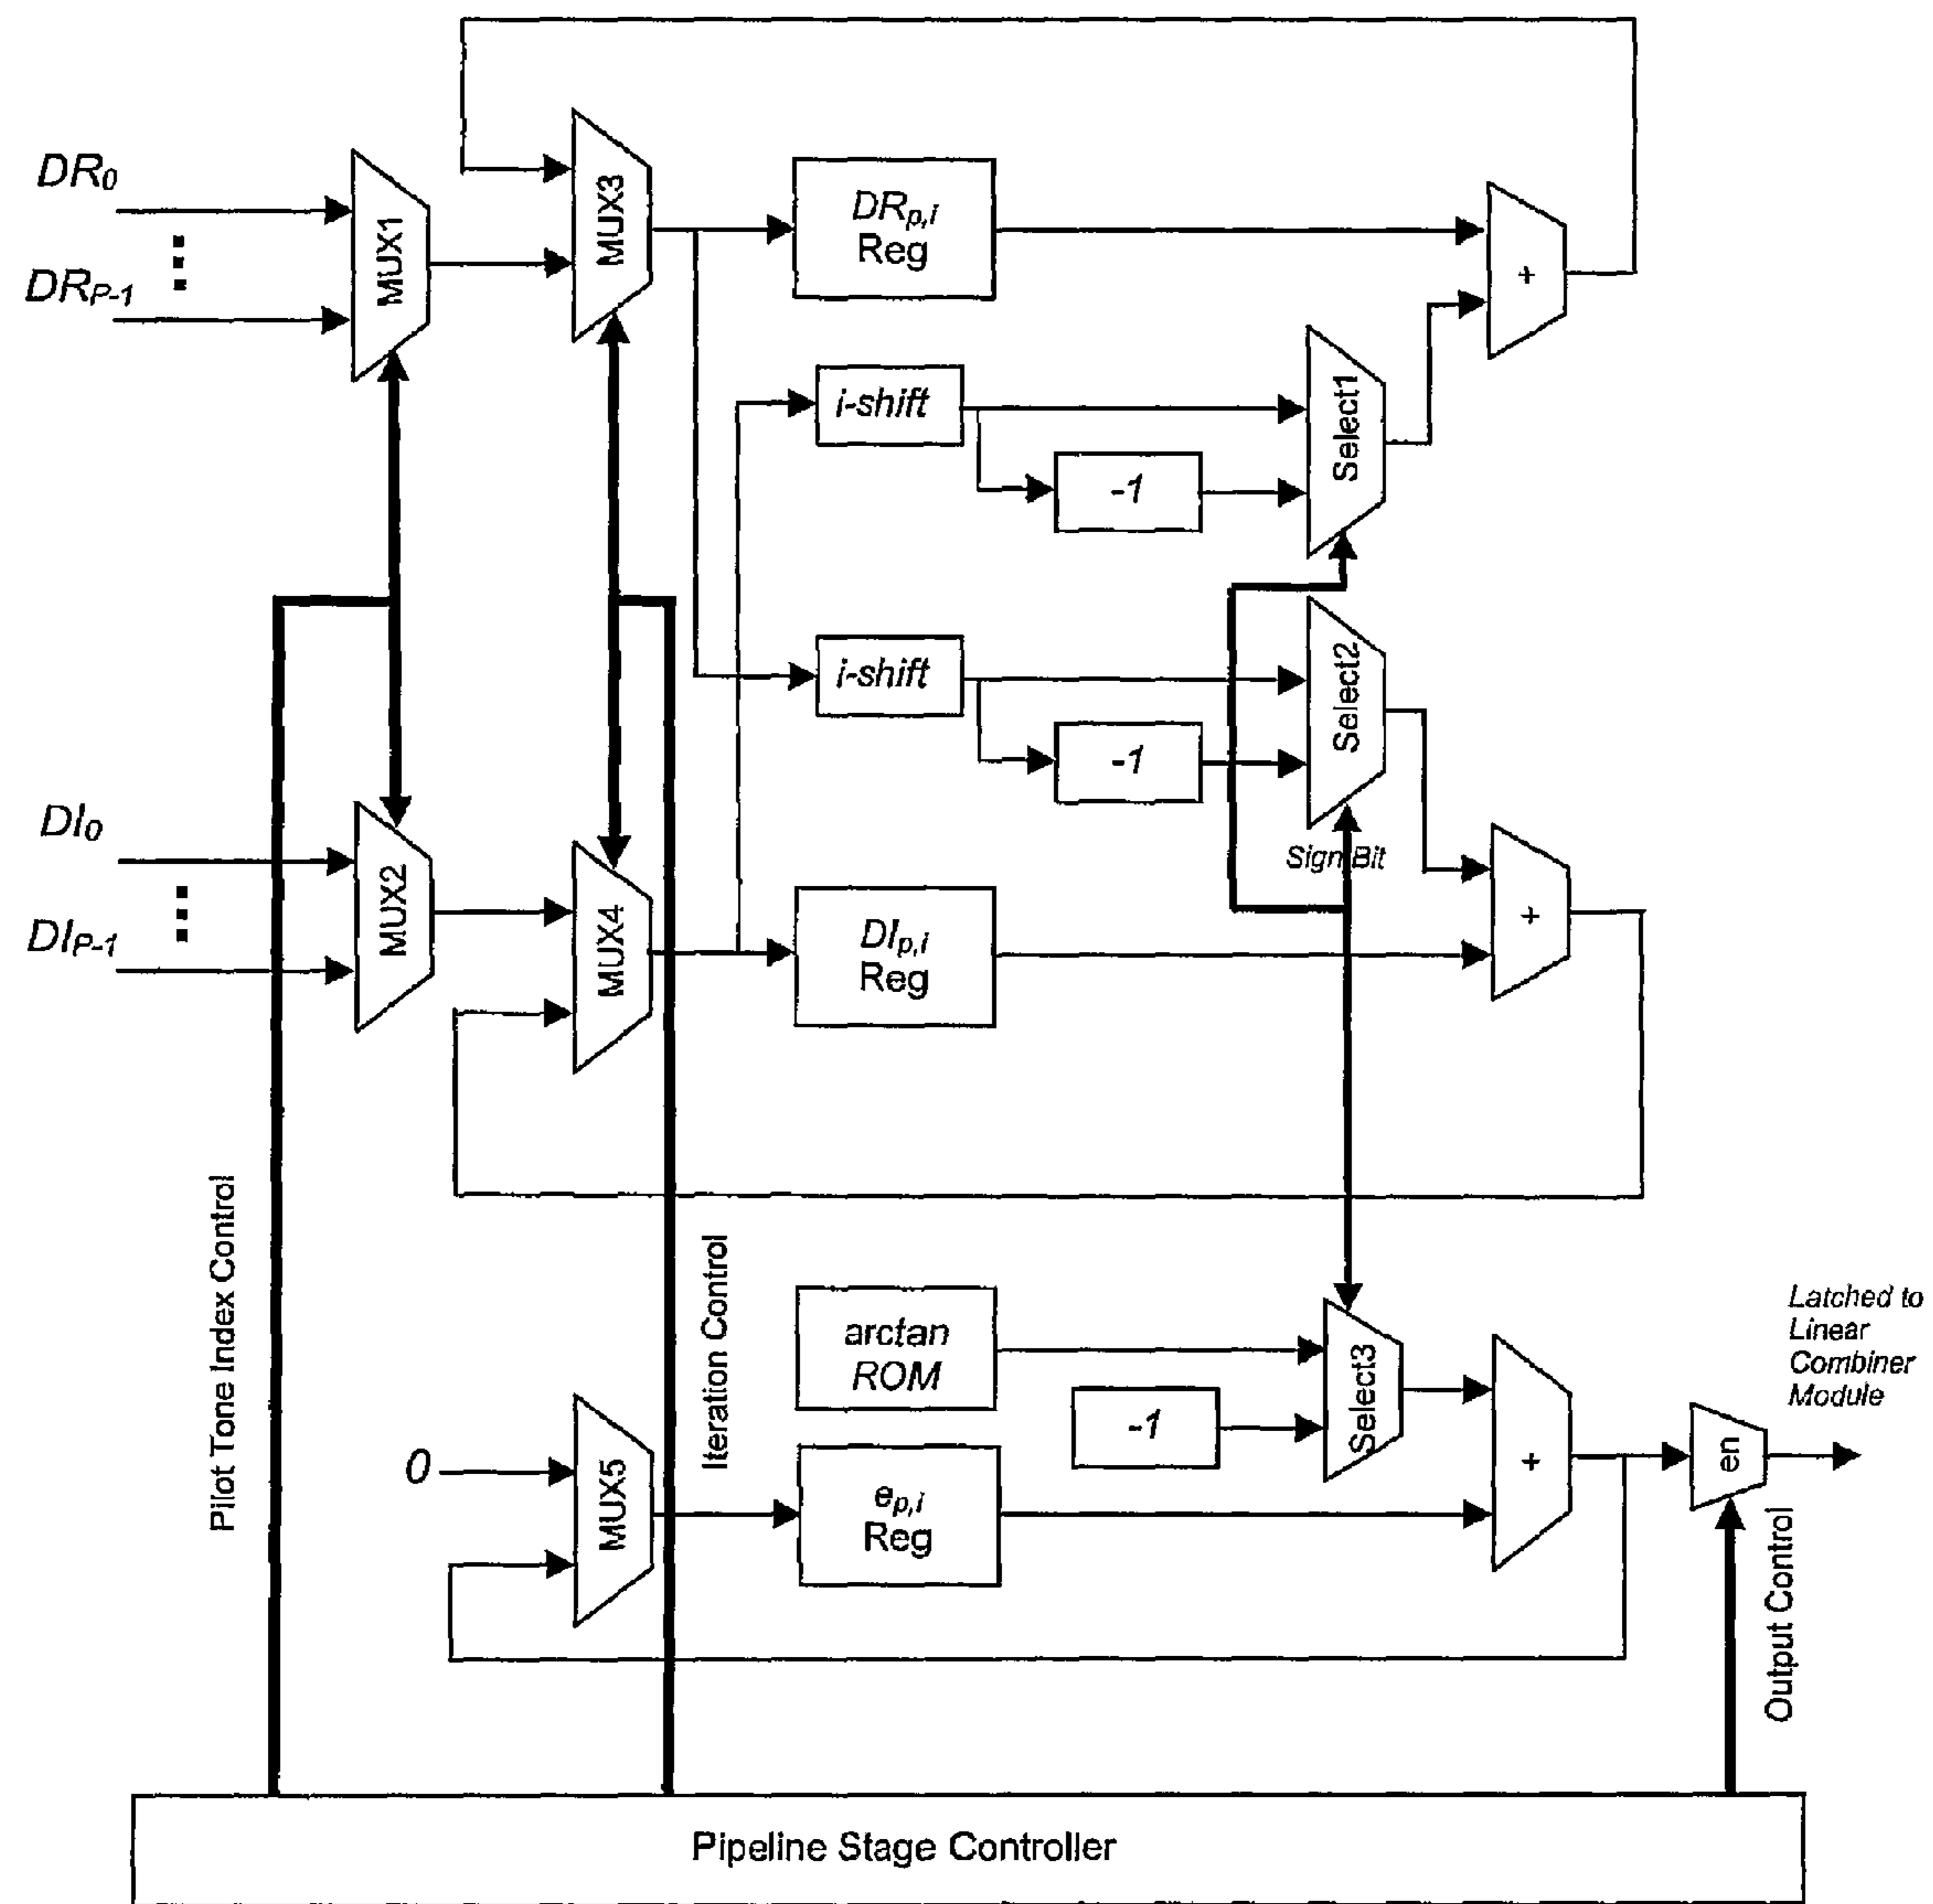 DR0
DRP-1
MUX1
MUX3
DRp,i
Reg
+
i-shift
-1
Select1
i-shift
-1
Select2
Sign Bit
DI0
DIP-1
MUX2
MUX4
DIp,i
Reg
+
Pilot Tone Index Control
Iteration Control
arctan
ROM
-1
Select3
0
MUX5
ep,i
Reg
+
en
Latched to
Linear
Combiner
Module
Output Control
Pipeline Stage Controller